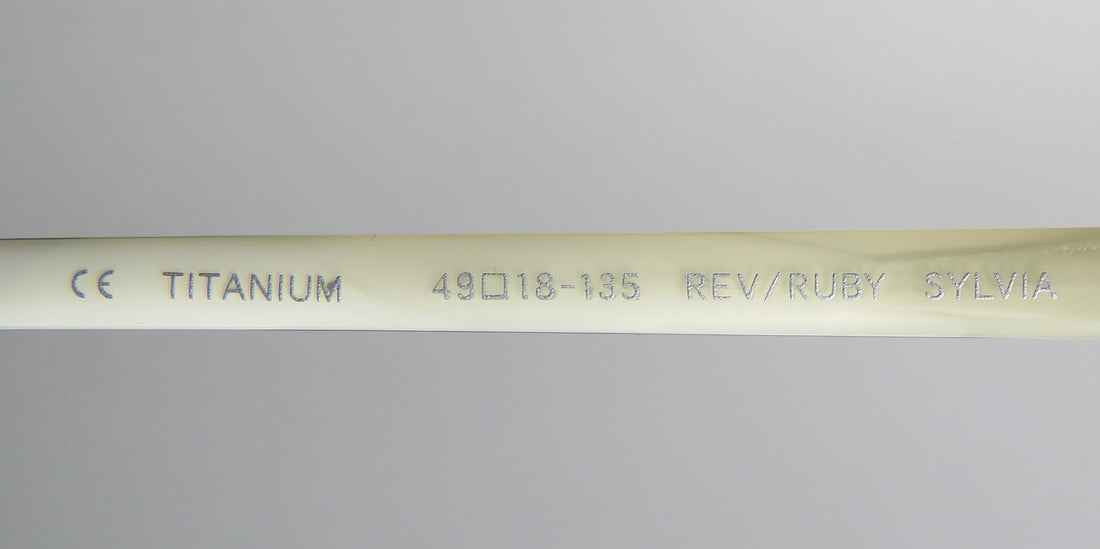 CE TITANIUM 49□18-135 REV/RUBY SYLVIA